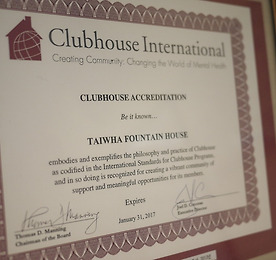 Clubhouse International
Creating Community: Changing the World of Mental Health
CLUBHOUSE ACCREDITATION
Be it known....
TAIWHA FOUNTAIN HOUSE
embodies and exemplifies the philosophy and practice of Clubhouse
as codified in the International Standards for Clubhouse Programs
and in so doing is recognized for creating a vibrant community of
support and meaningful opportunities for its members.
Expires
January 31, 2017
Thomas D. Manning
Chairman of the Board
Executive Director